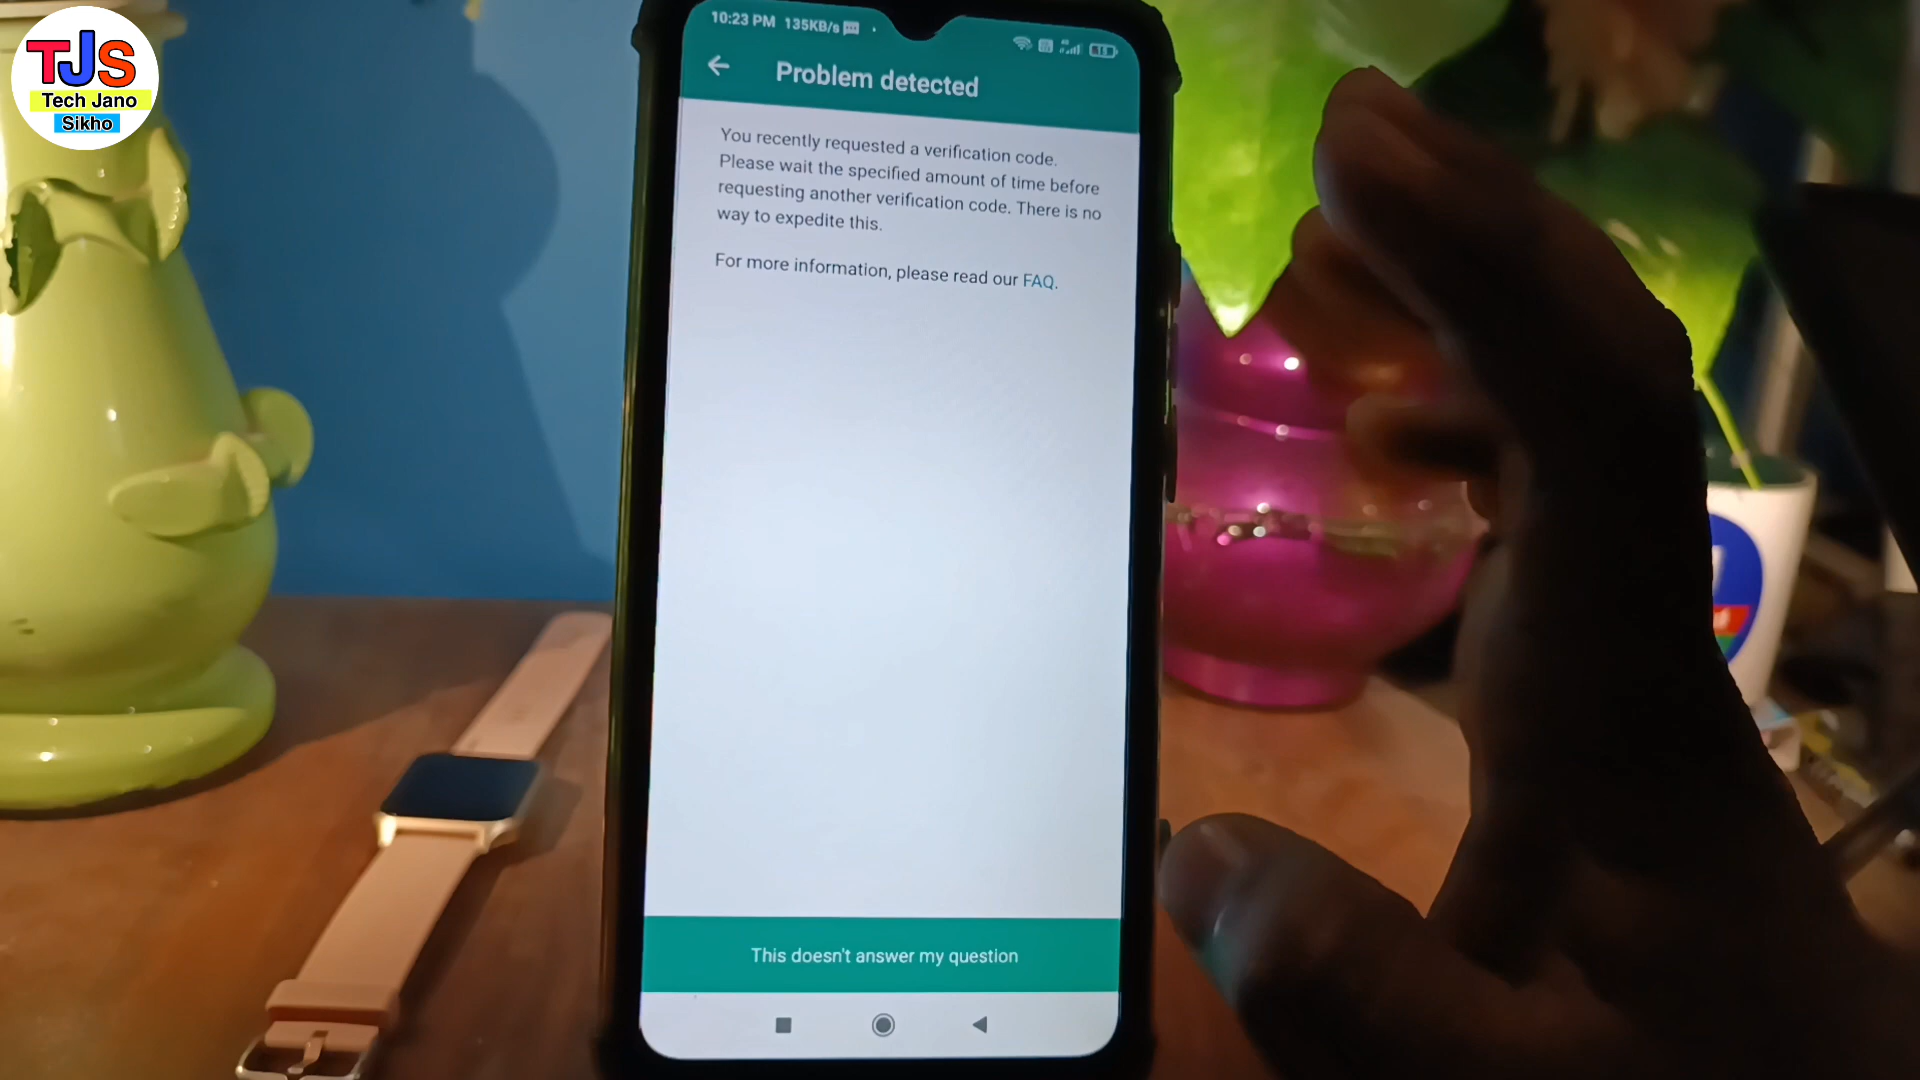 TJS
Tech Jano
Sikho
10:23 PM 135KB/s
Problem detected
You recently requested a verification code.
Please wait the specified amount of time before
requesting another verification code. There is no
way to expedite this.
For more information, please read our FAQ.
This doesn't answer my question